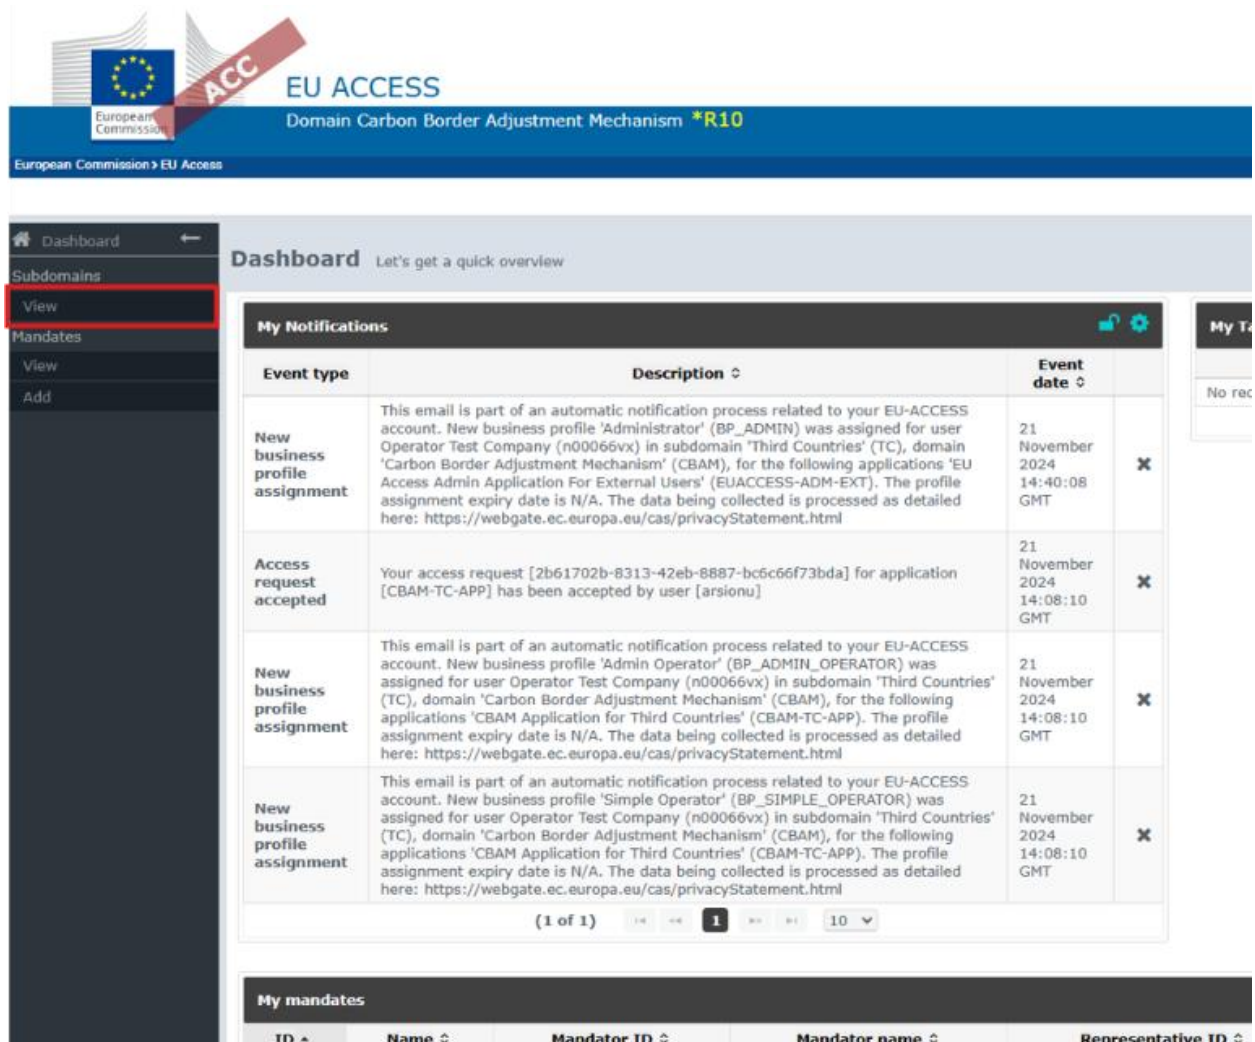 ACC
European
Commission
EU ACCESS
Domain Carbon Border Adjustment Mechanism *R10
European Commission > EU Access
Dashboard
Subdomains
View
Mandates
View
Add
Dashboard Let's get a quick overview
My Notifications
Event type
Description
Event
date
New
business
profile
assignment
This email is part of an automatic notification process related to your EU-ACCESS
account. New business profile 'Administrator' (BP_ADMIN) was assigned for user
Operator Test Company (n00066vx) in subdomain 'Third Countries' (TC), domain
'Carbon Border Adjustment Mechanism' (CBAM), for the following applications 'EU
Access Admin Application For External Users' (EUACCESS-ADM-EXT). The profile
assignment expiry date is N/A. The data being collected is processed as detailed
here: https://webgate.ec.europa.eu/cas/privacyStatement.html
21
November
2024
14:40:08
GMT
Access
request
accepted
Your access request [2b61702b-8313-42eb-8887-bc6c66f73bda] for application
[CBAM-TC-APP] has been accepted by user [arsionu]
21
November
2024
14:08:10
GMT
New
business
profile
assignment
This email is part of an automatic notification process related to your EU-ACCESS
account. New business profile 'Admin Operator' (BP_ADMIN_OPERATOR) was
assigned for user Operator Test Company (n00066vx) in subdomain 'Third Countries'
(TC), domain 'Carbon Border Adjustment Mechanism' (CBAM), for the following
applications 'CBAM Application for Third Countries' (CBAM-TC-APP). The profile
assignment expiry date is N/A. The data being collected is processed as detailed
here: https://webgate.ec.europa.eu/cas/privacyStatement.html
21
November
2024
14:08:10
GMT
New
business
profile
assignment
This email is part of an automatic notification process related to your EU-ACCESS
account. New business profile 'Simple Operator' (BP_SIMPLE_OPERATOR) was
assigned for user Operator Test Company (n00066vx) in subdomain 'Third Countries'
(TC), domain 'Carbon Border Adjustment Mechanism' (CBAM), for the following
applications 'CBAM Application for Third Countries' (CBAM-TC-APP). The profile
assignment expiry date is N/A. The data being collected is processed as detailed
here: https://webgate.ec.europa.eu/cas/privacyStatement.html
21
November
2024
14:08:10
GMT
(1 of 1) 1 10
My Ta
No rec
My mandates
ID Name Mandator ID Mandator name Representative ID